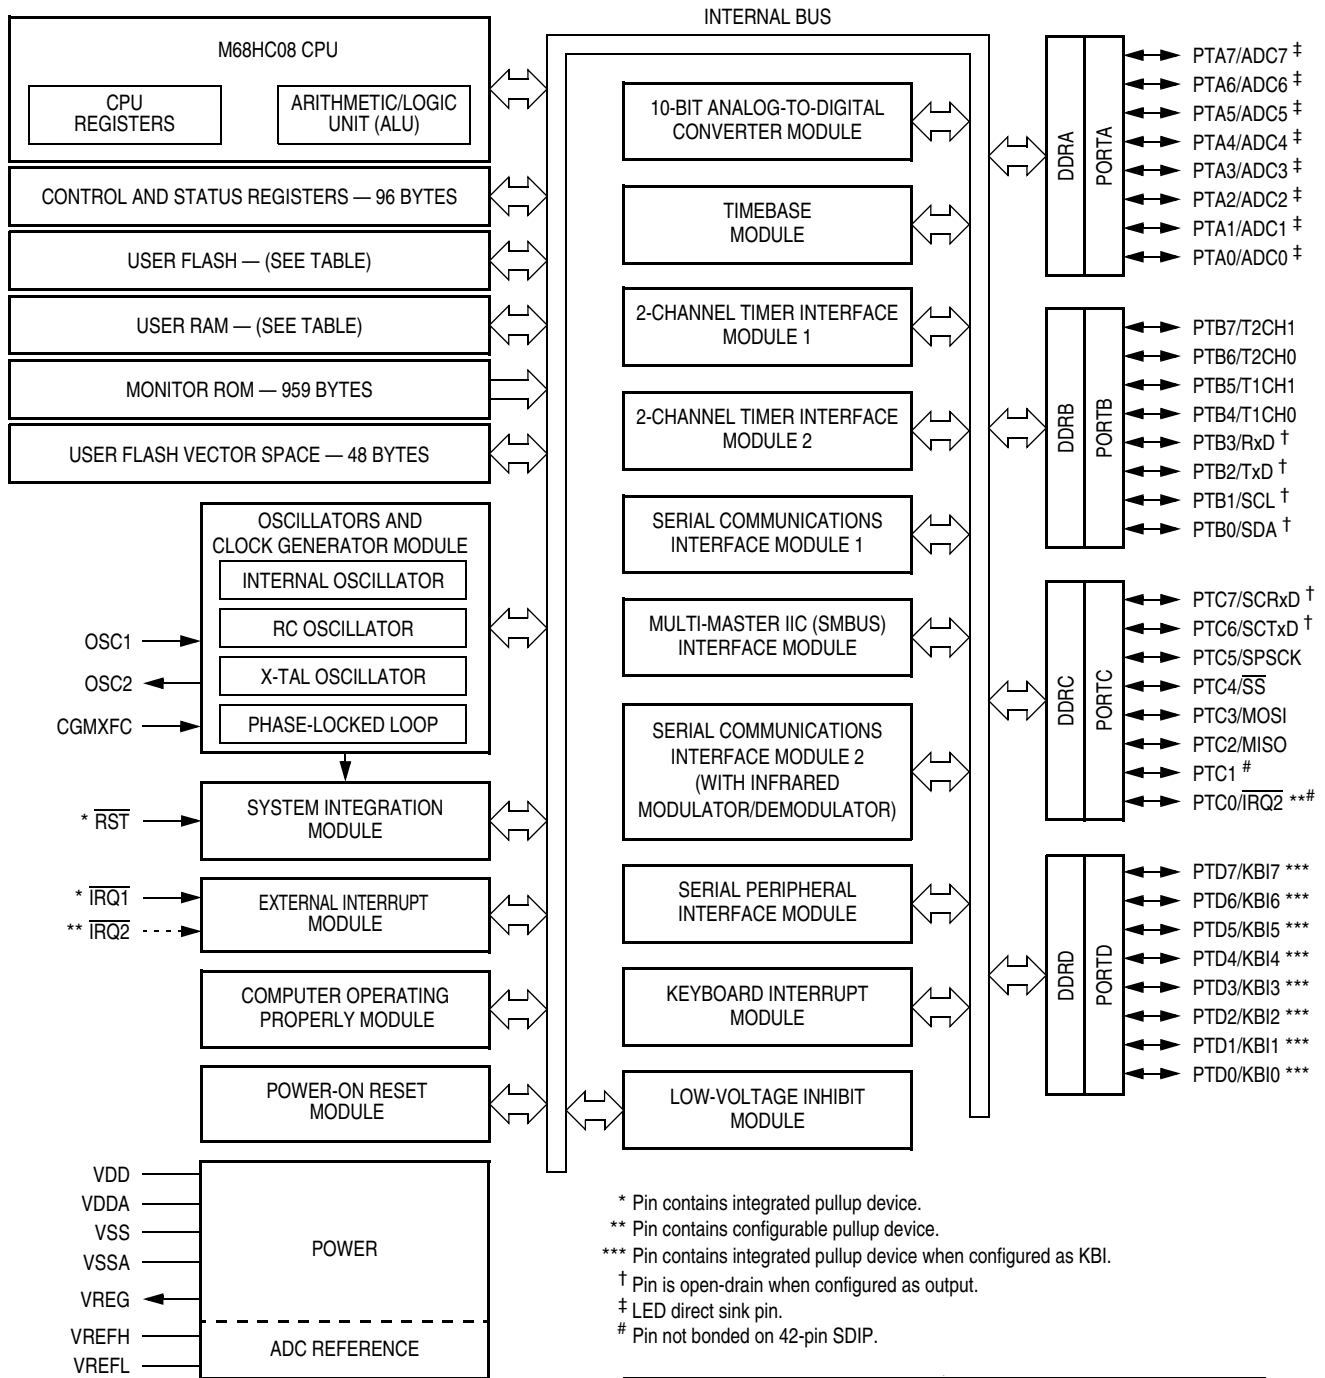 INTERNAL BUS
M68HC08 CPU
CPU
REGISTERS
ARITHMETIC/LOGIC
UNIT (ALU)
CONTROL AND STATUS REGISTERS — 96 BYTES
USER FLASH — (SEE TABLE)
USER RAM — (SEE TABLE)
MONITOR ROM — 959 BYTES
USER FLASH VECTOR SPACE — 48 BYTES
OSCILLATORS AND
CLOCK GENERATOR MODULE
INTERNAL OSCILLATOR
RC OSCILLATOR
X-TAL OSCILLATOR
PHASE-LOCKED LOOP
OSC1
OSC2
CGMXFC
SYSTEM INTEGRATION
MODULE
* R̅S̅T̅
EXTERNAL INTERRUPT
MODULE
* I̅R̅Q̅1̅
** I̅R̅Q̅2̅
COMPUTER OPERATING
PROPERLY MODULE
POWER-ON RESET
MODULE
VDD
VDDA
VSS
VSSA
VREG
VREFH
VREFL
POWER
ADC REFERENCE
10-BIT ANALOG-TO-DIGITAL
CONVERTER MODULE
TIMEBASE
MODULE
2-CHANNEL TIMER INTERFACE
MODULE 1
2-CHANNEL TIMER INTERFACE
MODULE 2
SERIAL COMMUNICATIONS
INTERFACE MODULE 1
MULTI-MASTER IIC (SMBUS)
INTERFACE MODULE
SERIAL COMMUNICATIONS
INTERFACE MODULE 2
(WITH INFRARED
MODULATOR/DEMODULATOR)
SERIAL PERIPHERAL
INTERFACE MODULE
KEYBOARD INTERRUPT
MODULE
LOW-VOLTAGE INHIBIT
MODULE
DDRA
PORTA
PTA7/ADC7 ‡
PTA6/ADC6 ‡
PTA5/ADC5 ‡
PTA4/ADC4 ‡
PTA3/ADC3 ‡
PTA2/ADC2 ‡
PTA1/ADC1 ‡
PTA0/ADC0 ‡
DDRB
PORTB
PTB7/T2CH1
PTB6/T2CH0
PTB5/T1CH1
PTB4/T1CH0
PTB3/RxD †
PTB2/TxD †
PTB1/SCL †
PTB0/SDA †
DDRC
PORTC
PTC7/SCRxD †
PTC6/SCTxD †
PTC5/SPSCK
PTC4/S̅S̅
PTC3/MOSI
PTC2/MISO
PTC1 #
PTC0/I̅R̅Q̅2̅ **#
DDRD
PORTD
PTD7/KBI7 ***
PTD6/KBI6 ***
PTD5/KBI5 ***
PTD4/KBI4 ***
PTD3/KBI3 ***
PTD2/KBI2 ***
PTD1/KBI1 ***
PTD0/KBI0 ***
* Pin contains integrated pullup device.
** Pin contains configurable pullup device.
*** Pin contains integrated pullup device when configured as KBI.
† Pin is open-drain when configured as output.
‡ LED direct sink pin.
# Pin not bonded on 42-pin SDIP.